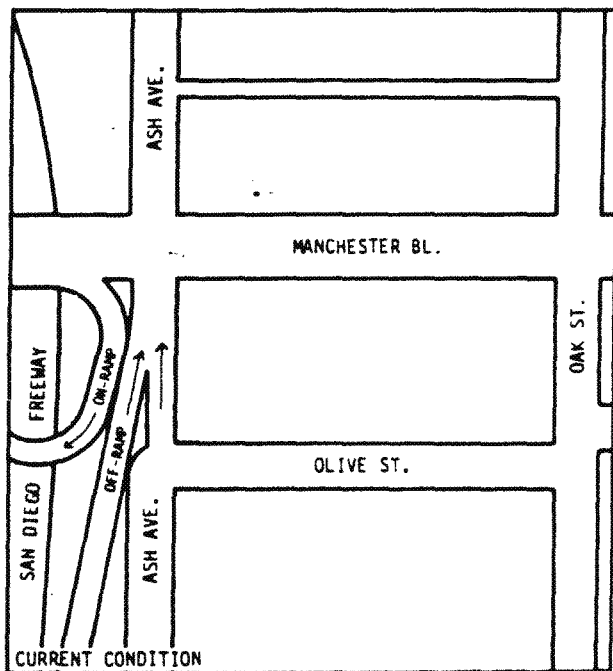 ASH AVE.
MANCHESTER BL.
OAK ST.
FREEWAY
ON-RAMP
OFF-RAMP
OLIVE ST.
SAN DIEGO
ASH AVE.
CURRENT CONDITION